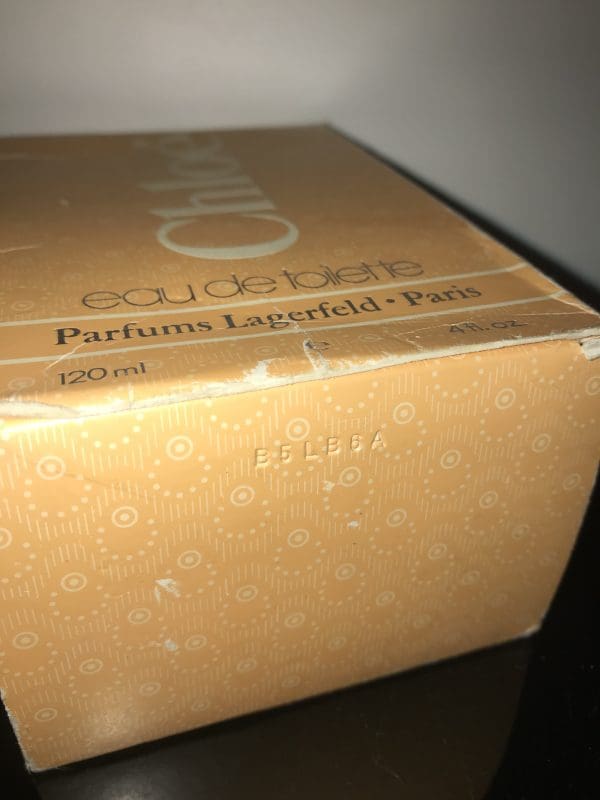 Chloé
eau de toilette
Parfums Lagerfeld • Paris
120 ml e 4 fl. oz.
B5LB6A